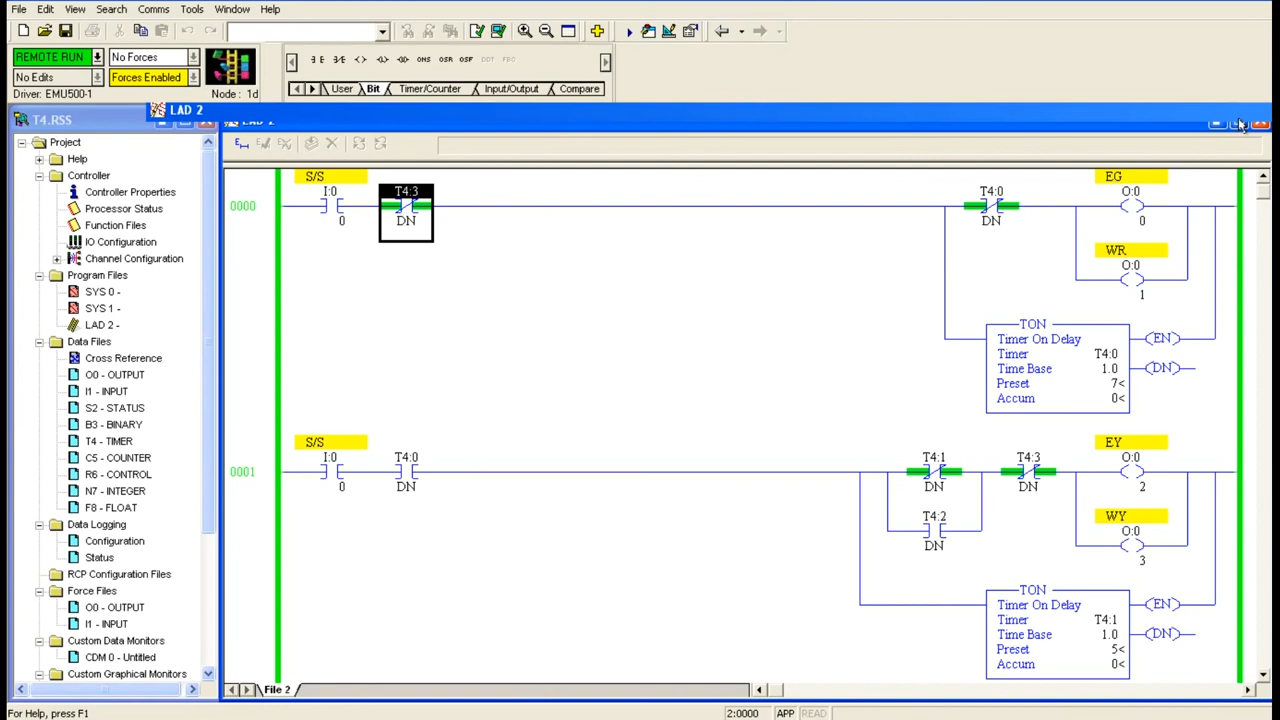 File Edit View Search Comms Tools Window Help
REMOTE RUN No Forces
No Edits Forces Enabled
Driver: EMU500-1 Node : 1d
ONS OSR OSF
User Bit Timer/Counter Input/Output Compare
T4.RSS
LAD 2
Project
Help
Controller
Controller Properties
Processor Status
Function Files
IO Configuration
Channel Configuration
Program Files
SYS 0 -
SYS 1 -
LAD 2 -
Data Files
Cross Reference
O0 - OUTPUT
I1 - INPUT
S2 - STATUS
B3 - BINARY
T4 - TIMER
C5 - COUNTER
R6 - CONTROL
N7 - INTEGER
F8 - FLOAT
Data Logging
Configuration
Status
RCP Configuration Files
Force Files
O0 - OUTPUT
I1 - INPUT
Custom Data Monitors
CDM 0 - Untitled
Custom Graphical Monitors
S/S EG
I:0 T4:3 T4:0 O:0
0000
0 DN DN 0
WR
O:0
1
TON
Timer On Delay EN
Timer T4:0
Time Base 1.0 DN
Preset 7<
Accum 0<
S/S EY
I:0 T4:0 T4:1 T4:3 O:0
0001
0 DN DN DN 2
T4:2 WY
O:0
DN 3
TON
Timer On Delay EN
Timer T4:1
Time Base 1.0 DN
Preset 5<
Accum 0<
File 2
For Help, press F1 2:0000 APP READ